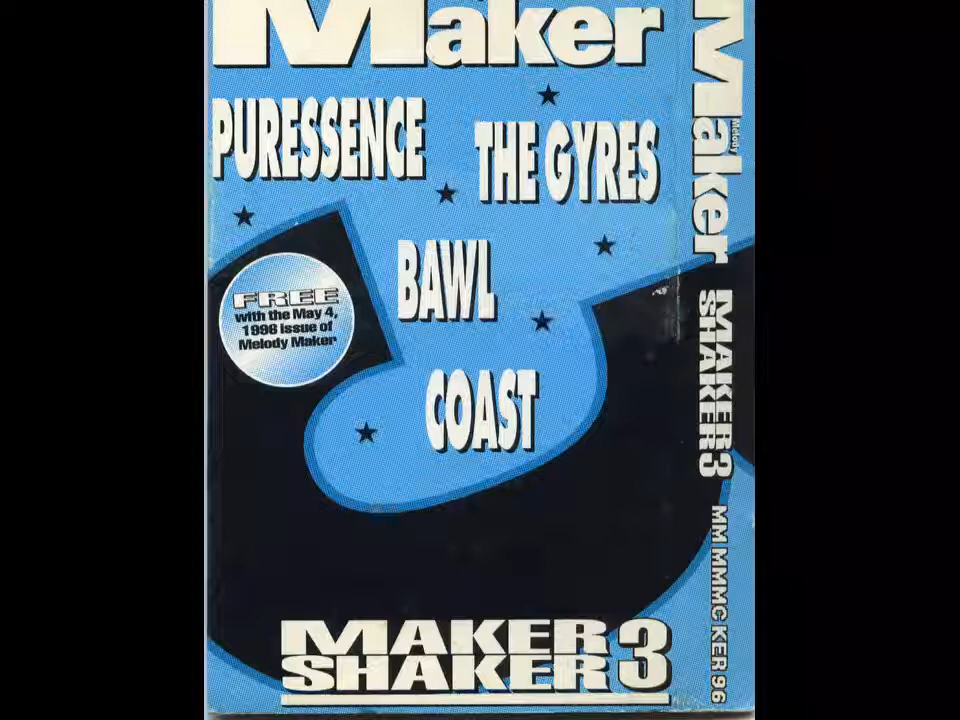 Maker
PURESSENCE
THE GYRES
BAWL
COAST
FREE
with the May 4,
1996 issue of
Melody Maker
MAKER
SHAKER 3
Melody
Maker
MAKER
SHAKER 3
MM MMMC KER 96